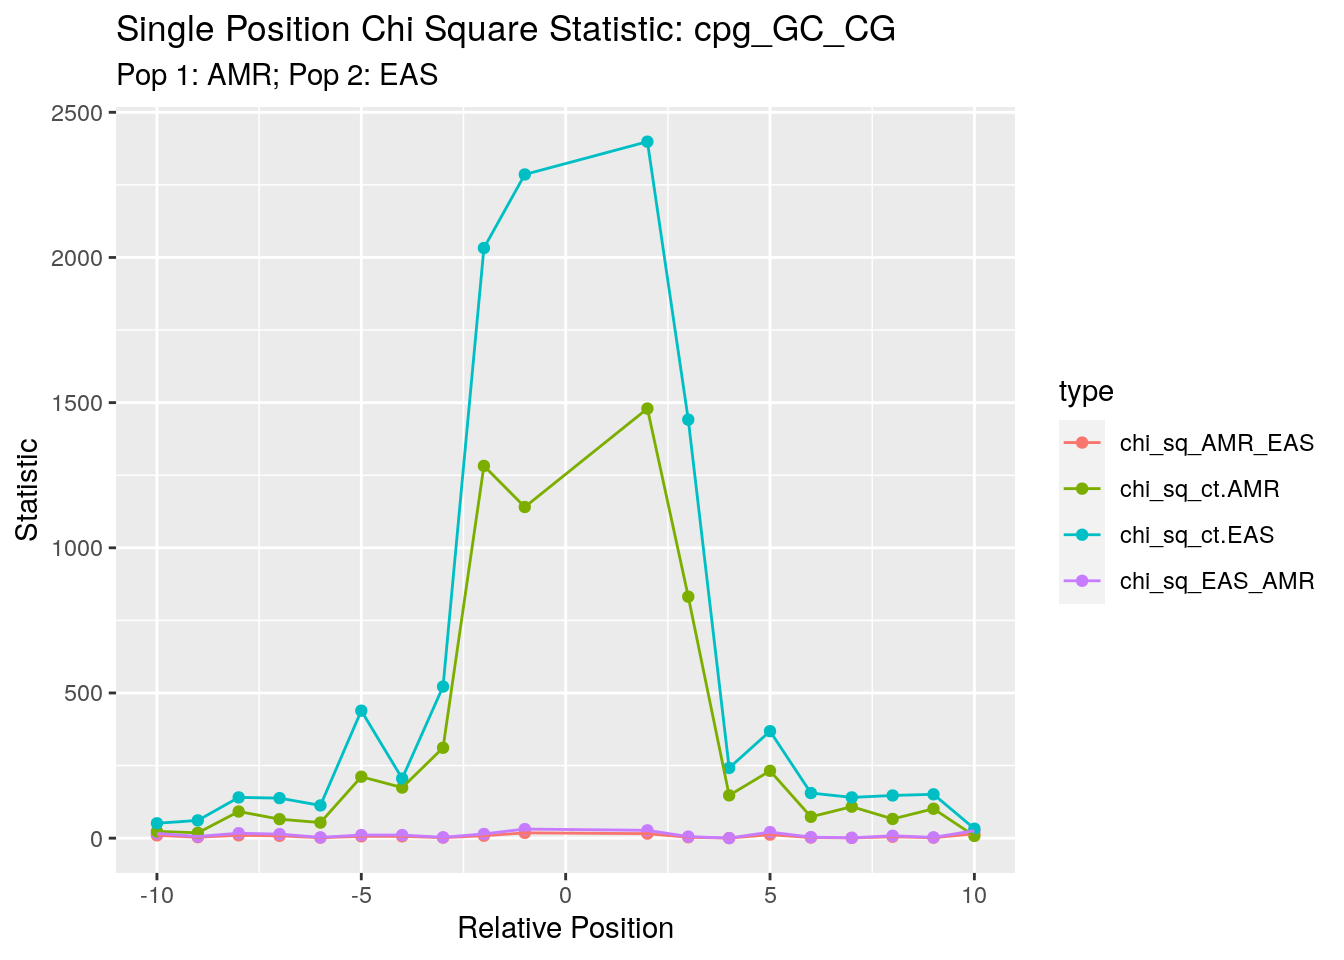 Single Position Chi Square Statistic: cpg_GC_CG
Pop 1: AMR; Pop 2: EAS
2500
2000
1500
1000
500
0
Statistic
-10
-5
0
5
10
Relative Position
type
chi_sq_AMR_EAS
chi_sq_ct.AMR
chi_sq_ct.EAS
chi_sq_EAS_AMR